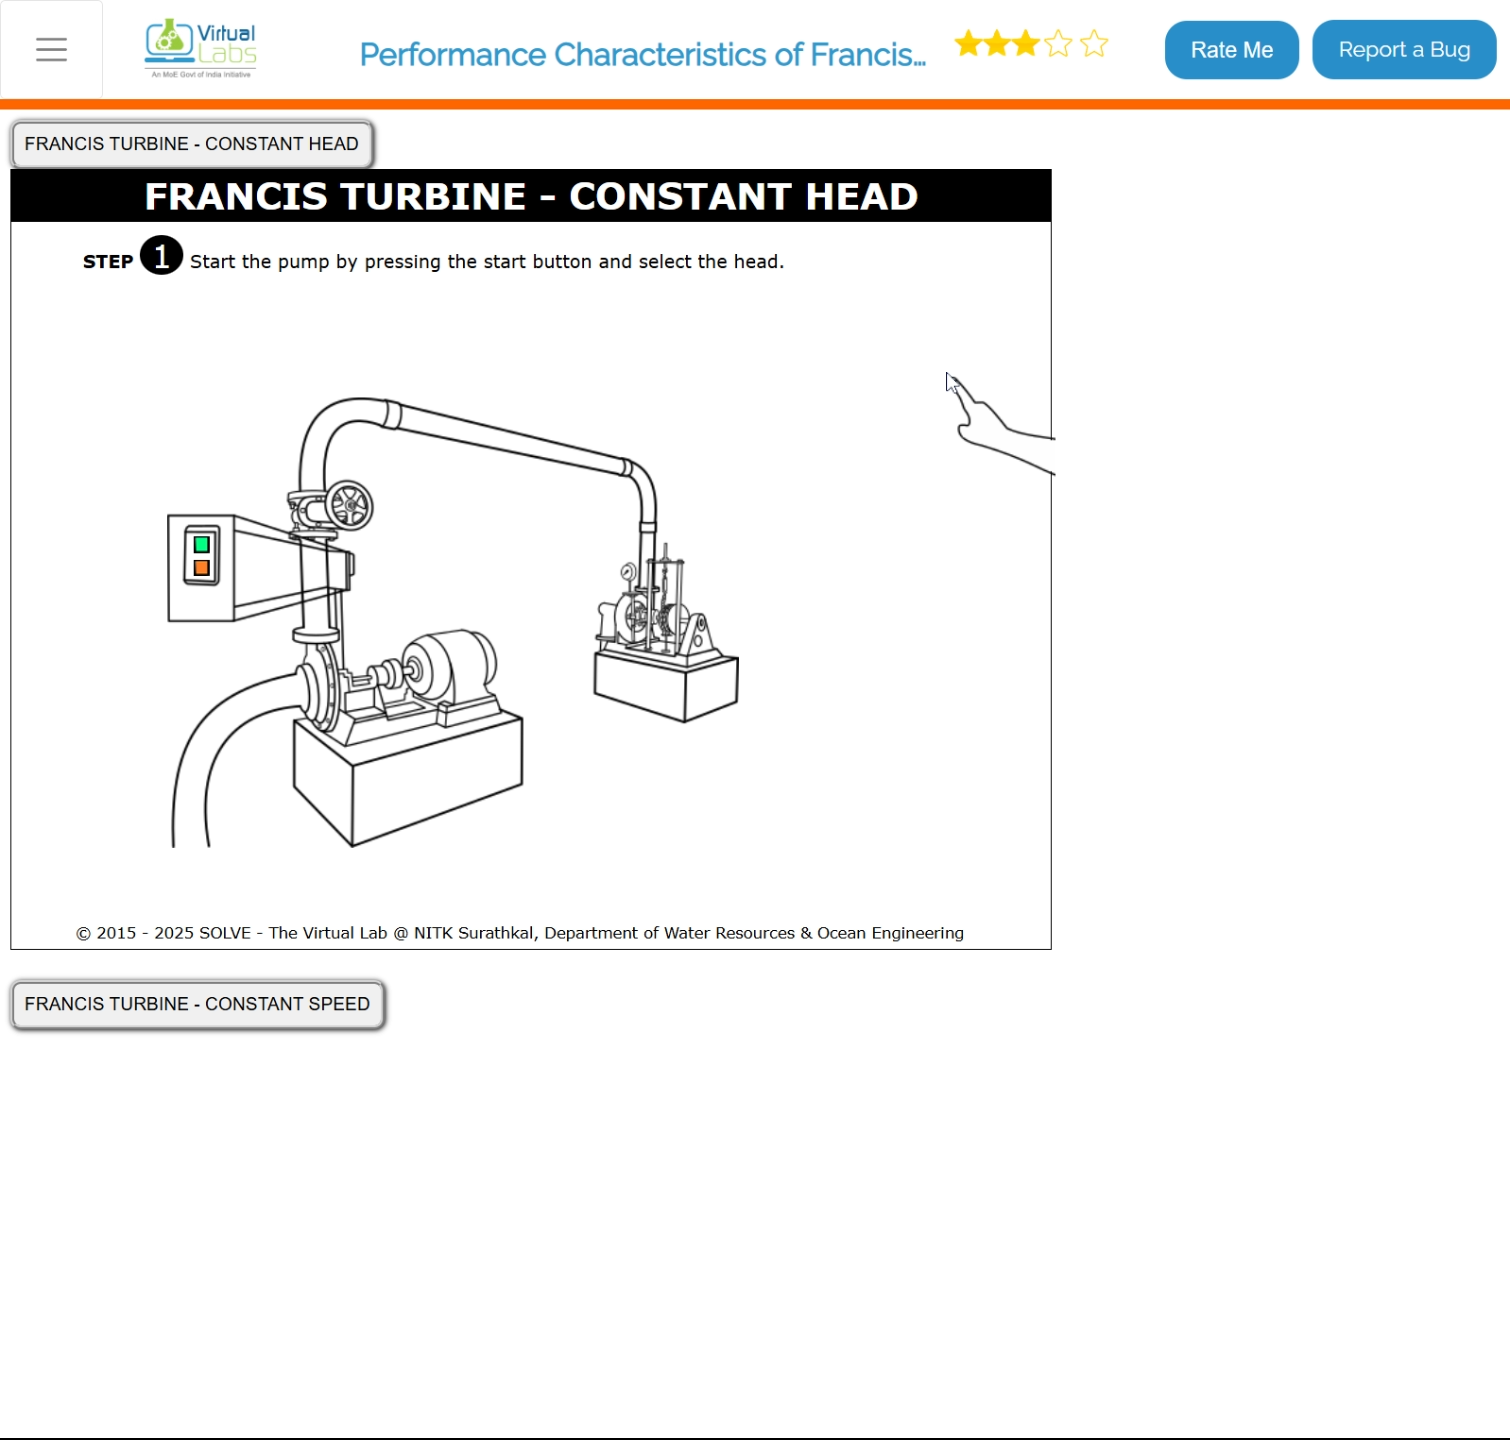 Virtual
Labs
An MoE Govt of India Initiative
Performance Characteristics of Francis...
Rate Me
Report a Bug
FRANCIS TURBINE - CONSTANT HEAD
FRANCIS TURBINE - CONSTANT HEAD
STEP 1 Start the pump by pressing the start button and select the head.
© 2015 - 2025 SOLVE - The Virtual Lab @ NITK Surathkal, Department of Water Resources & Ocean Engineering
FRANCIS TURBINE - CONSTANT SPEED